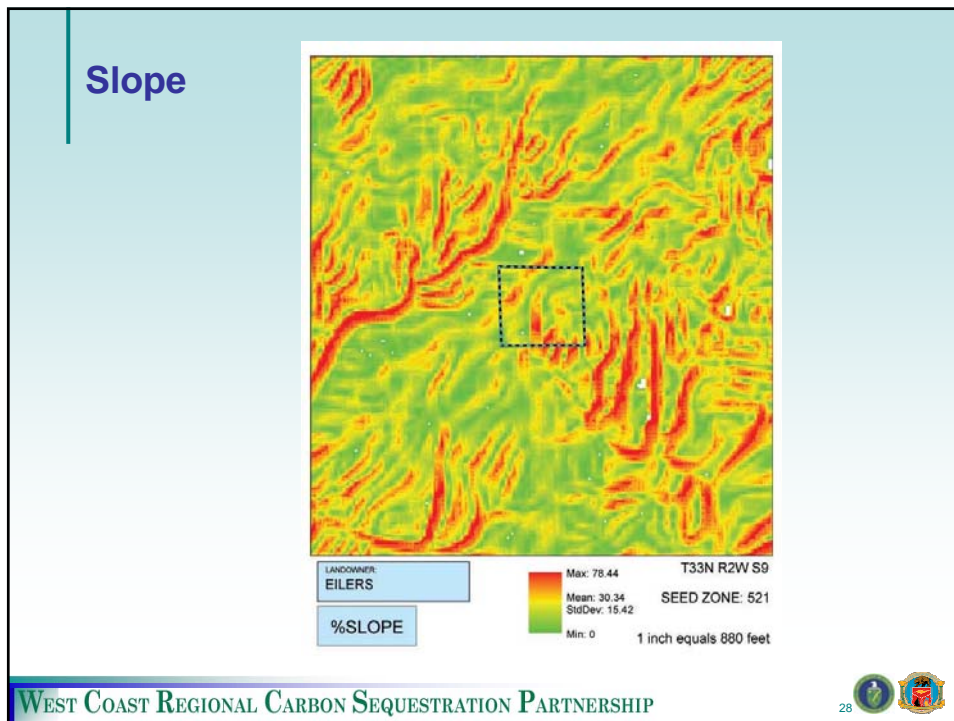 Slope
LANDOWNER:
EILERS
%SLOPE
Max: 78.44
Mean: 30.34
StdDev: 15.42
Min: 0
T33N R2W S9
SEED ZONE: 521
1 inch equals 880 feet
WEST COAST REGIONAL CARBON SEQUESTRATION PARTNERSHIP
28